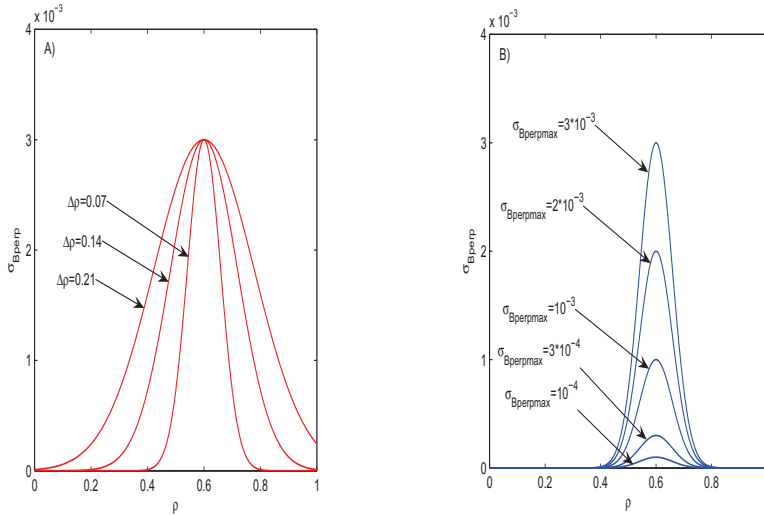 x 10⁻³
A)
4
3
2
1
0
σ_Bperp
Δρ=0.07
Δρ=0.14
Δρ=0.21
0 0.2 0.4 0.6 0.8 1
ρ
x 10⁻³
B)
4
3
2
1
0
σ_Bperp
σ_Bperpmax=3*10⁻³
σ_Bperpmax=2*10⁻³
σ_Bperpmax=10⁻³
σ_Bperpmax=3*10⁻⁴
σ_Bperpmax=10⁻⁴
0 0.2 0.4 0.6 0.8
ρ